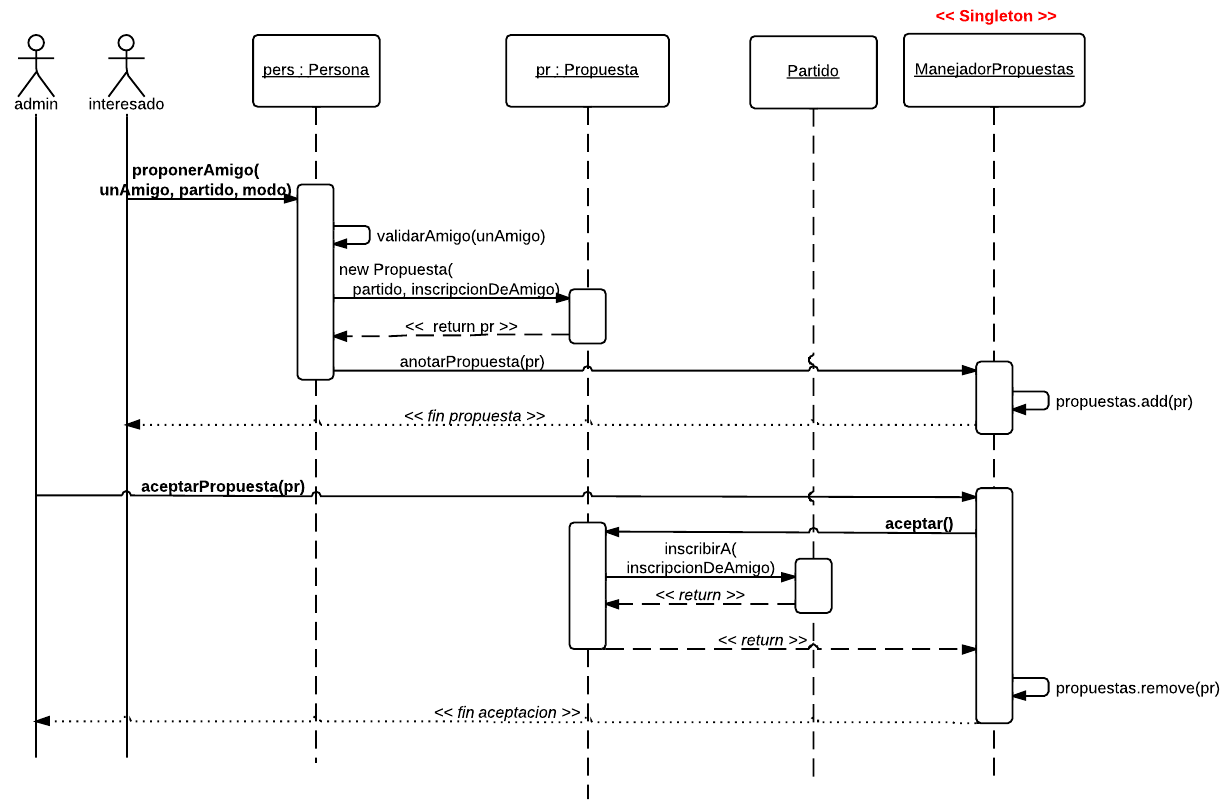 << Singleton >>
admin
interesado
pers : Persona
pr : Propuesta
Partido
ManejadorPropuestas
proponerAmigo(
unAmigo, partido, modo)
validarAmigo(unAmigo)
new Propuesta(
partido, inscripcionDeAmigo)
<< return pr >>
anotarPropuesta(pr)
propuestas.add(pr)
<< fin propuesta >>
aceptarPropuesta(pr)
aceptar()
inscribirA(
inscripcionDeAmigo)
<< return >>
<< return >>
propuestas.remove(pr)
<< fin aceptacion >>